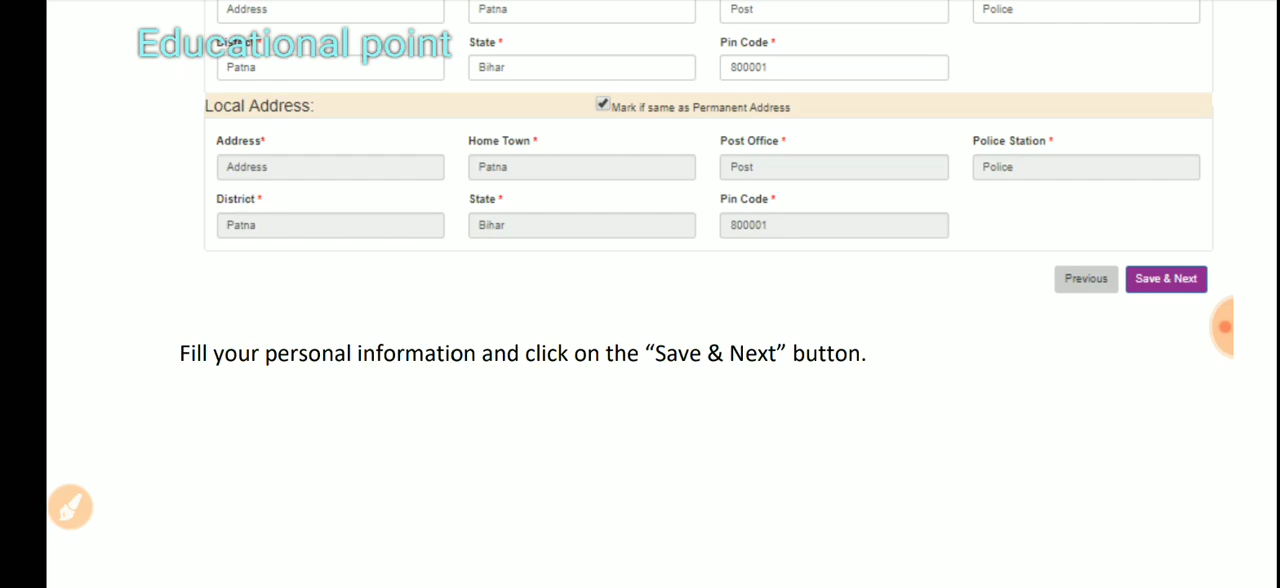 Address Patna Post Police
Educational point
District* State * Pin Code *
Patna Bihar 800001
Local Address: Mark if same as Permanent Address
Address* Home Town * Post Office * Police Station *
Address Patna Post Police
District * State * Pin Code *
Patna Bihar 800001
Previous Save & Next
Fill your personal information and click on the “Save & Next” button.